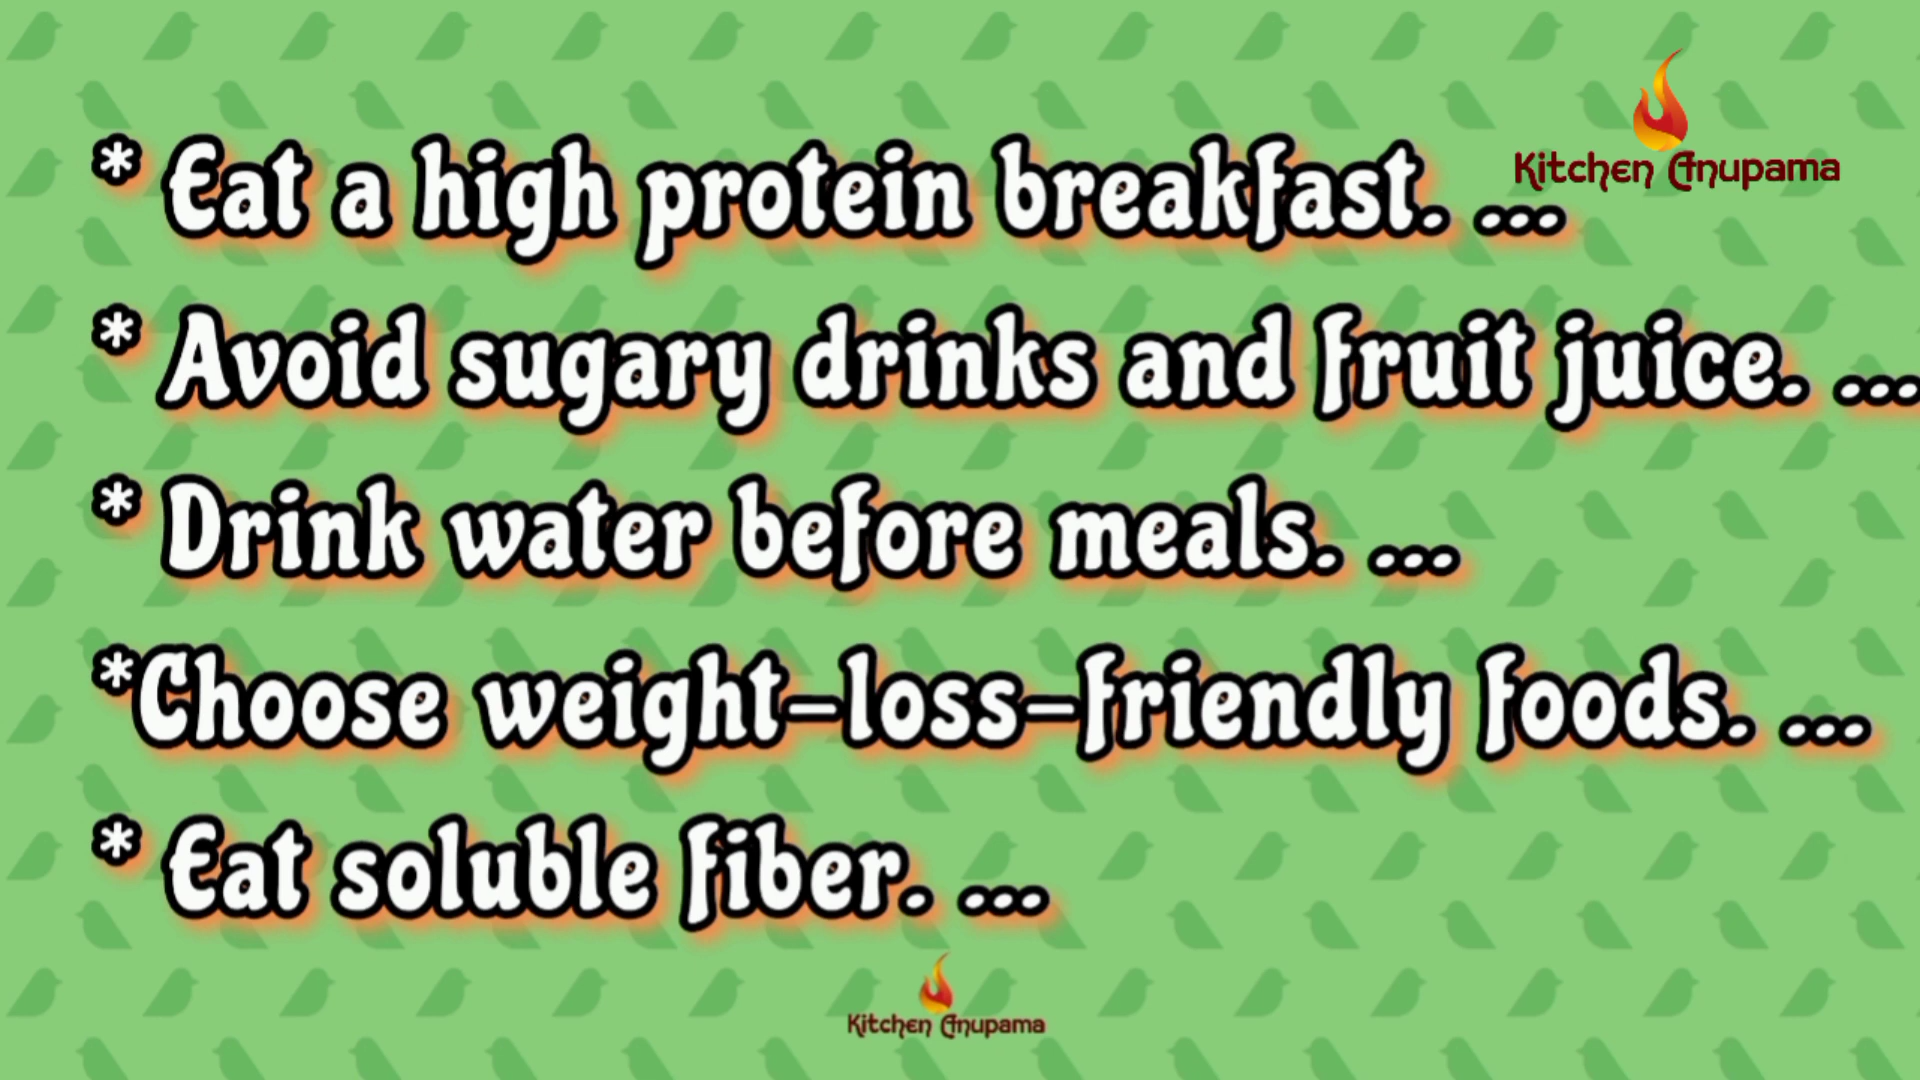 Kitchen Anupama
* Eat a high protein breakfast. ...
* Avoid sugary drinks and fruit juice. ...
* Drink water before meals. ...
*Choose weight-loss-friendly foods. ...
* Eat soluble fiber. ...
Kitchen Anupama